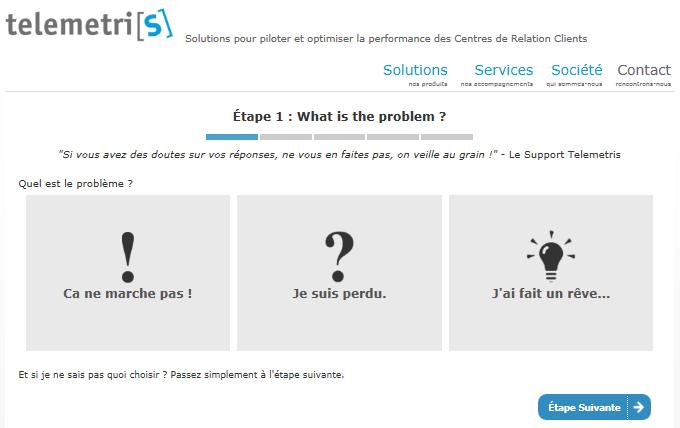 telemetri[s]
Solutions pour piloter et optimiser la performance des Centres de Relation Clients
Solutions Services Société Contact
nos produits nos accompagnements qui sommes-nous rencontrons-nous
Étape 1 : What is the problem ?
"Si vous avez des doutes sur vos réponses, ne vous en faites pas, on veille au grain !" - Le Support Telemetris
Quel est le problème ?
! ?
Ca ne marche pas ! Je suis perdu. J'ai fait un rêve...
Et si je ne sais pas quoi choisir ? Passez simplement à l'étape suivante.
Étape Suivante